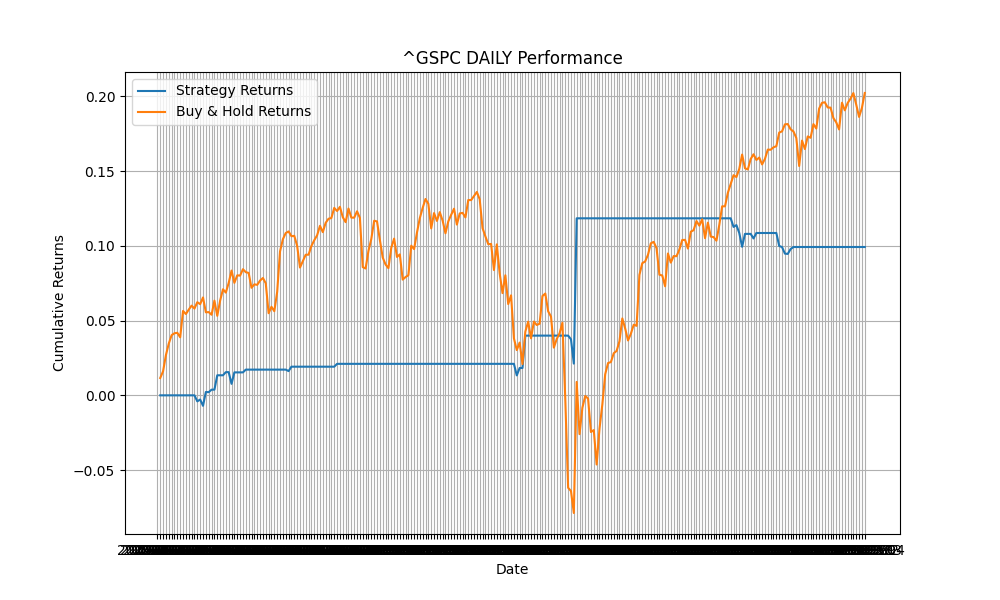 ^GSPC DAILY Performance
Strategy Returns
Buy & Hold Returns
0.20
0.15
0.10
0.05
0.00
−0.05
Cumulative Returns
Date